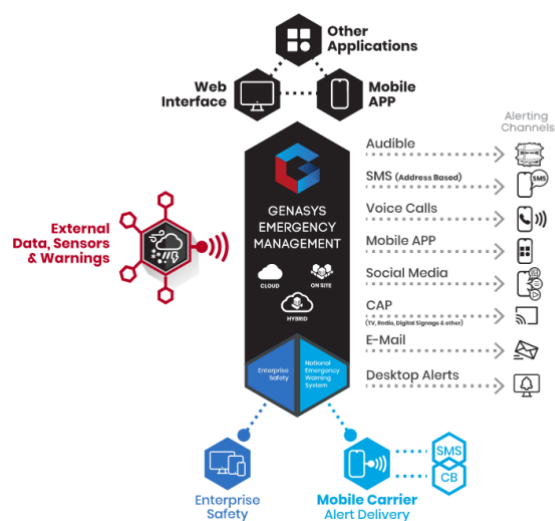 Other
Applications
Web
Interface
Mobile
APP
Alerting
Channels
Audible
SMS (Address Based)
SMS
Voice Calls
Mobile APP
Social Media
CAP
(TV, Radio, Digital Signage & other)
E-Mail
Desktop Alerts
External
Data, Sensors
& Warnings
GENASYS
EMERGENCY
MANAGEMENT
CLOUD
ON SITE
HYBRID
Enterprise
Safety
National
Emergency
Warning
System
Enterprise
Safety
Mobile Carrier
Alert Delivery
SMS
CB